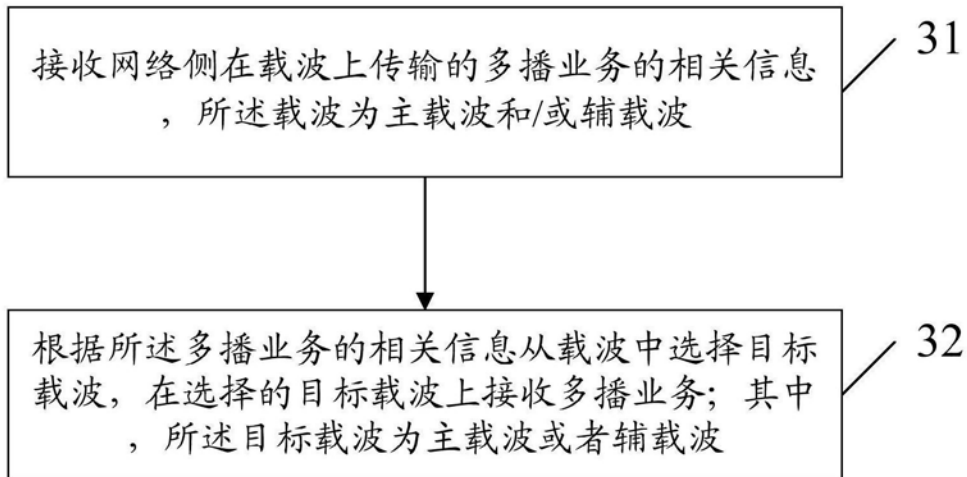 接收网络侧在载波上传输的多播业务的相关信息
，所述载波为主载波和/或辅载波
31
根据所述多播业务的相关信息从载波中选择目标
载波，在选择的目标载波上接收多播业务；其中
，所述目标载波为主载波或者辅载波
32